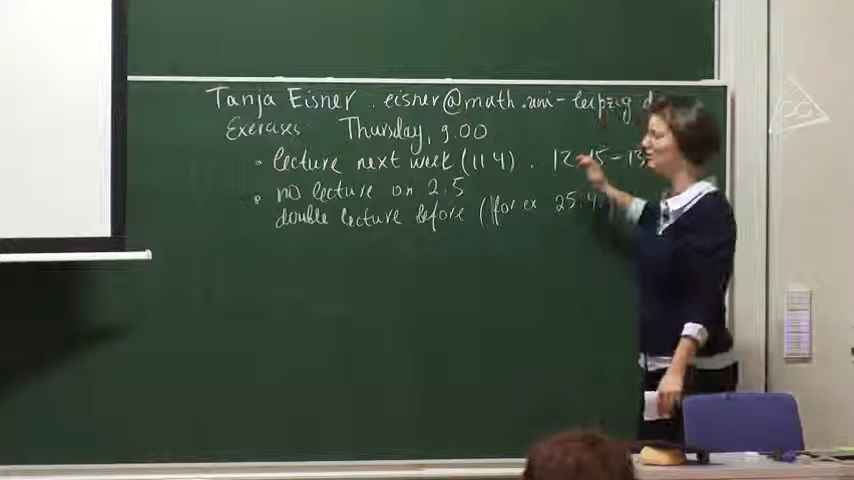 Tanja Eisner . eisner@math.uni-leipzig.d
Exercises Thursday, 9.00
• lecture next week (11 4) . 12 15 - 13
• no lecture on 2.5
double lecture before (for ex 25.4.